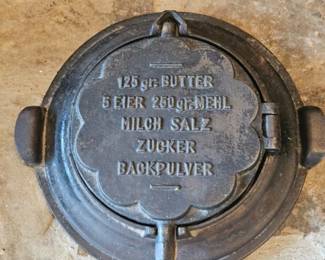 125 gr. BUTTER
5 EIER 250 gr. MEHL
MILCH SALZ
ZUCKER
BACKPULVER